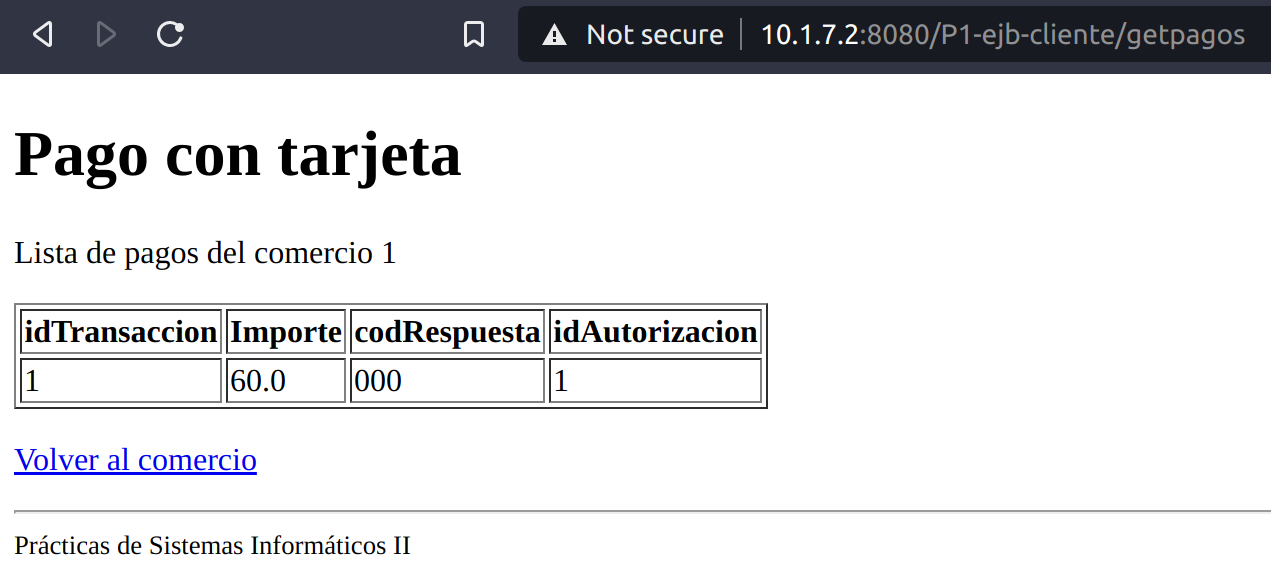 Not secure 10.1.7.2:8080/P1-ejb-cliente/getpagos
Pago con tarjeta
Lista de pagos del comercio 1
idTransaccion Importe codRespuesta idAutorizacion
1 60.0 000 1
Volver al comercio
Prácticas de Sistemas Informáticos II